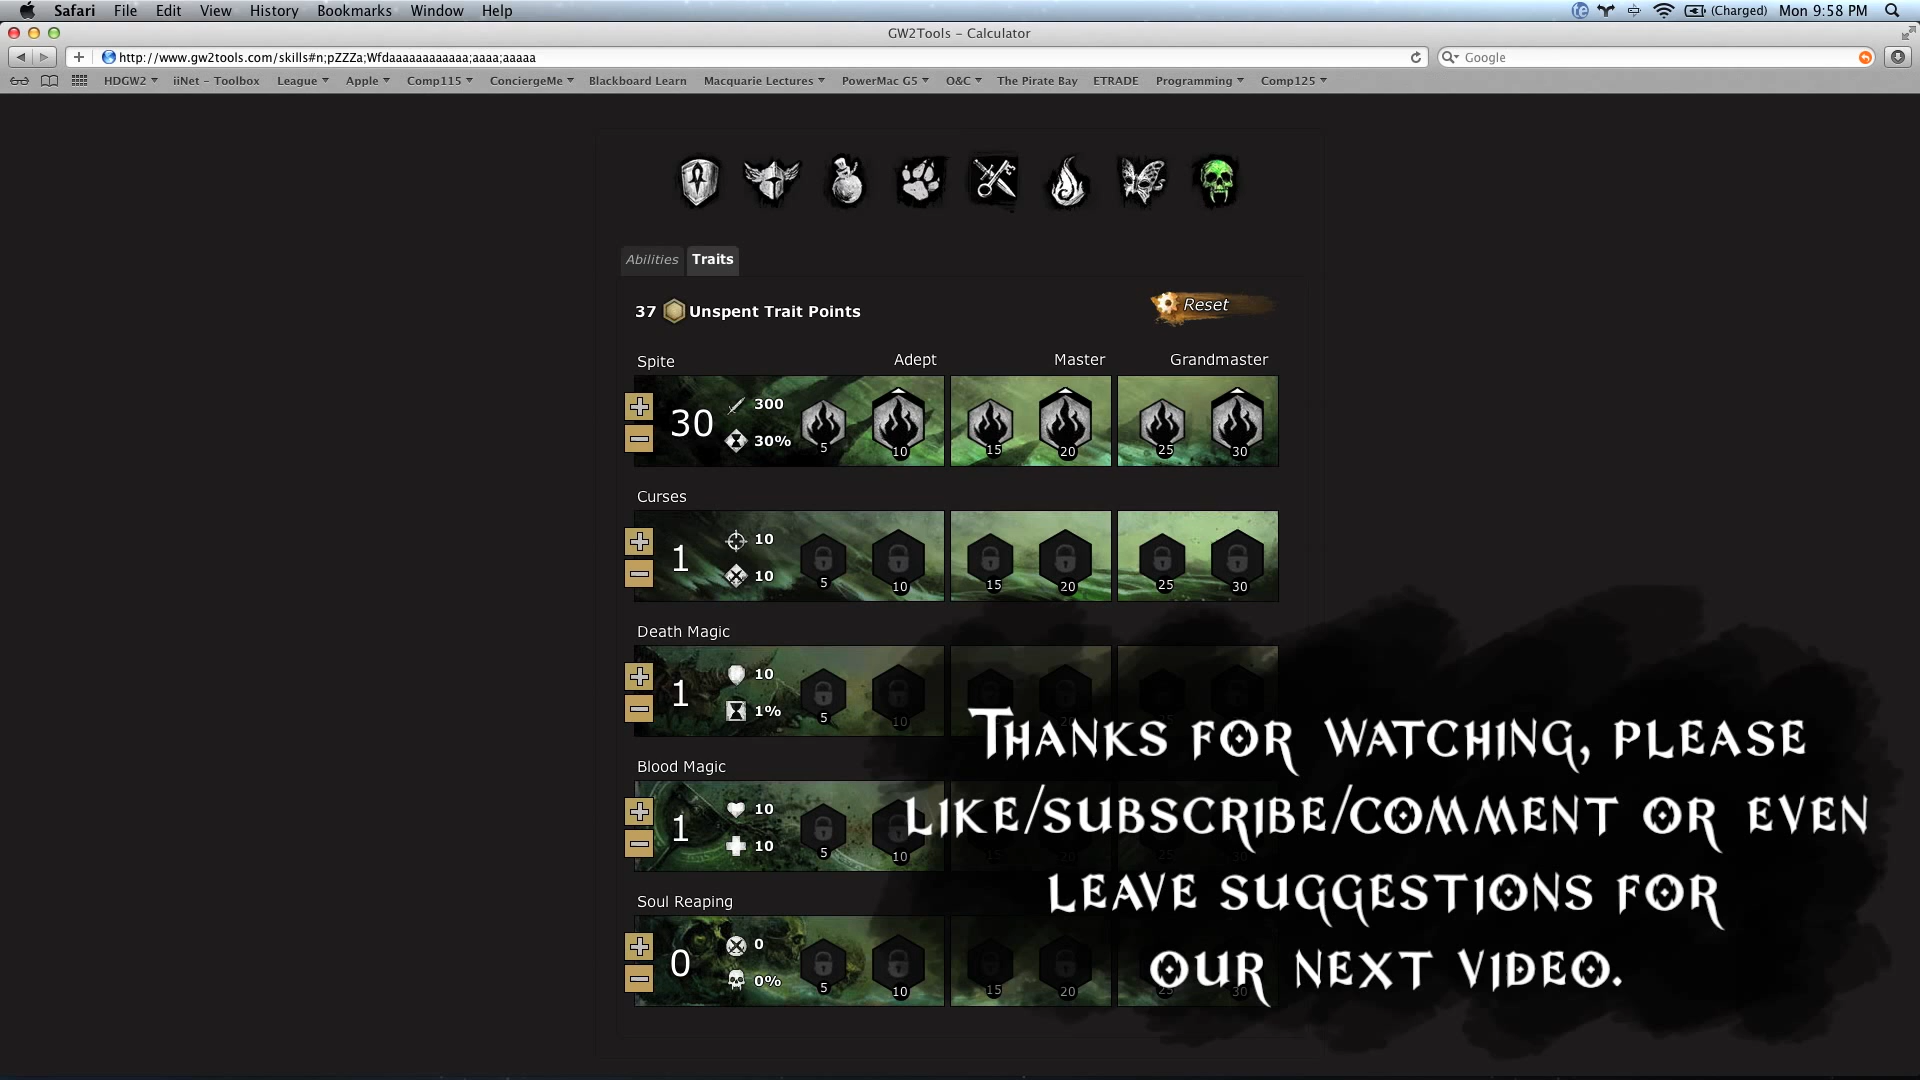 Safari File Edit View History Bookmarks Window Help (Charged) Mon 9:58 PM
GW2Tools – Calculator
http://www.gw2tools.com/skills#n;pZZZa;Wfdaaaaaaaaaaaa;aaaa;aaaaa Google
HDGW2 iiNet – Toolbox League Apple Comp115 ConciergeMe Blackboard Learn Macquarie Lectures PowerMac G5 O&C The Pirate Bay ETRADE Programming Comp125
Abilities Traits
37 Unspent Trait Points Reset
Spite Adept Master Grandmaster
30 300 30% 5 10 15 20 25 30
Curses
1 10 10 5 10 15 20 25 30
Death Magic
1 10 1% 5 10
Blood Magic
1 10 10 5 10 15 20 25 30
Soul Reaping
0 0 0% 5 10 15 20 25 30
Thanks for watching, please
like/subscribe/comment or even
leave suggestions for
our next video.